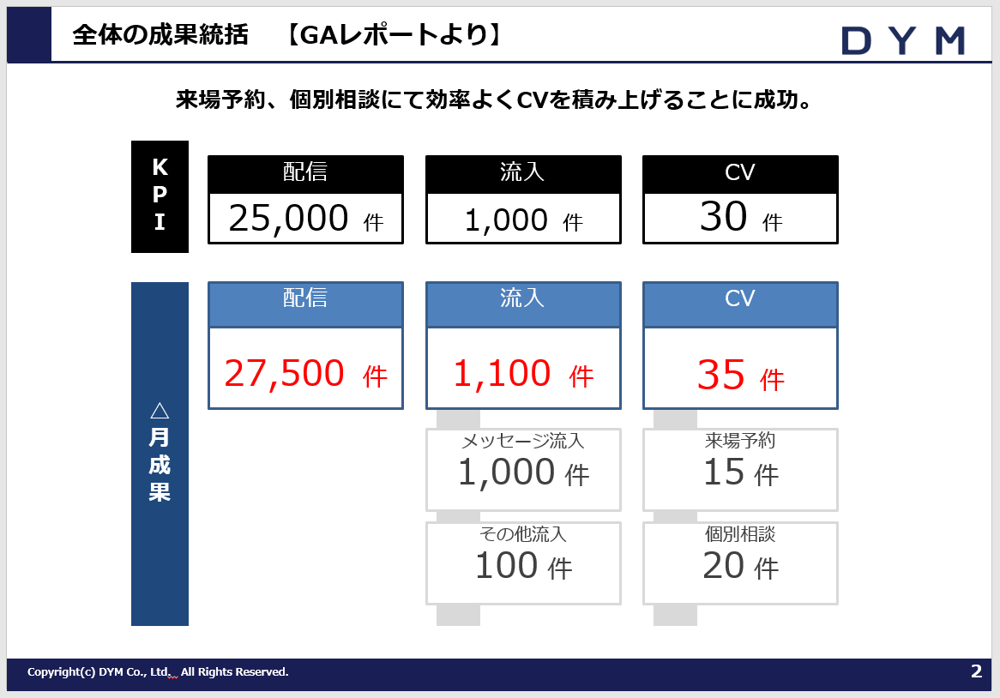 全体の成果統括　【GAレポートより】
DYM
来場予約、個別相談にて効率よくCVを積み上げることに成功。
KPI
配信
25,000 件
流入
1,000 件
CV
30 件
△月成果
配信
27,500 件
流入
1,100 件
CV
35 件
メッセージ流入
1,000 件
来場予約
15 件
その他流入
100 件
個別相談
20 件
Copyright(c) DYM Co., Ltd. All Rights Reserved.
2